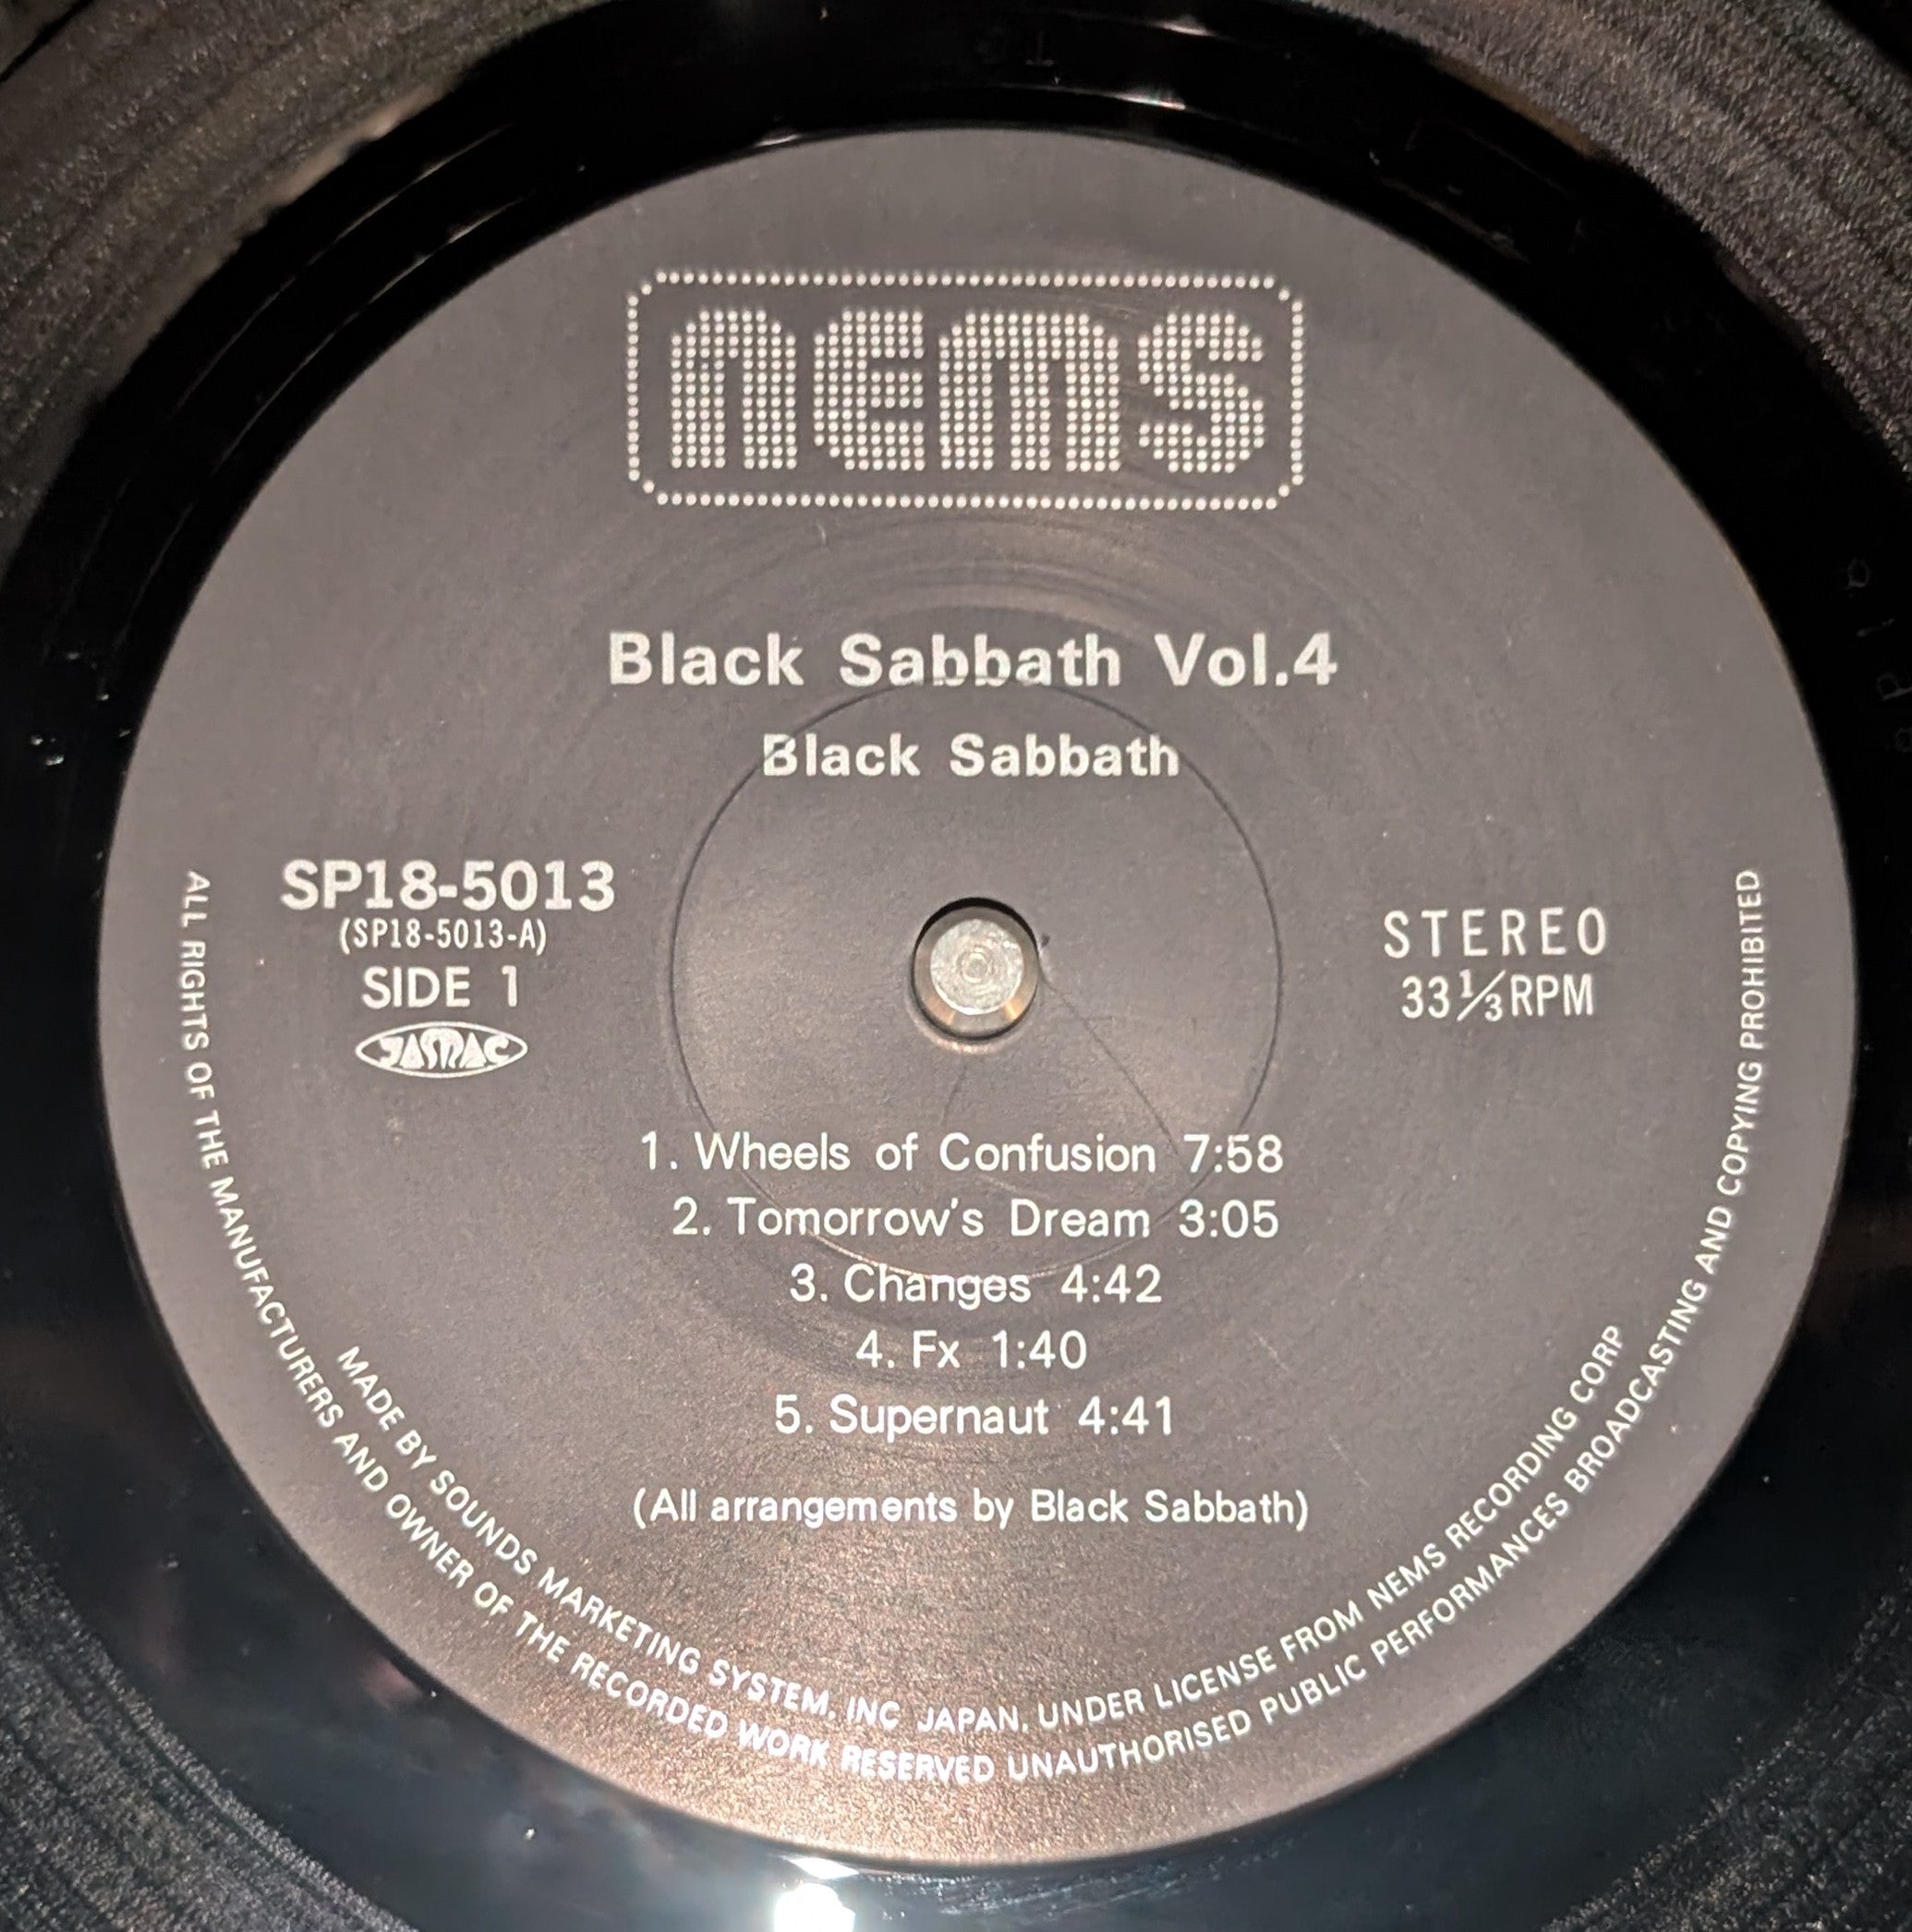 nems
Black Sabbath Vol.4
Black Sabbath
SP18-5013
(SP18-5013-A)
SIDE 1
JASRAC
STEREO
33⅓RPM
1. Wheels of Confusion 7:58
2. Tomorrow's Dream 3:05
3. Changes 4:42
4. Fx 1:40
5. Supernaut 4:41
(All arrangements by Black Sabbath)
MADE BY SOUNDS MARKETING SYSTEM, INC JAPAN, UNDER LICENSE FROM NEMS RECORDING CORP
ALL RIGHTS OF THE MANUFACTURERS AND OWNER OF THE RECORDED WORK RESERVED UNAUTHORISED PUBLIC PERFORMANCES BROADCASTING AND COPYING PROHIBITED